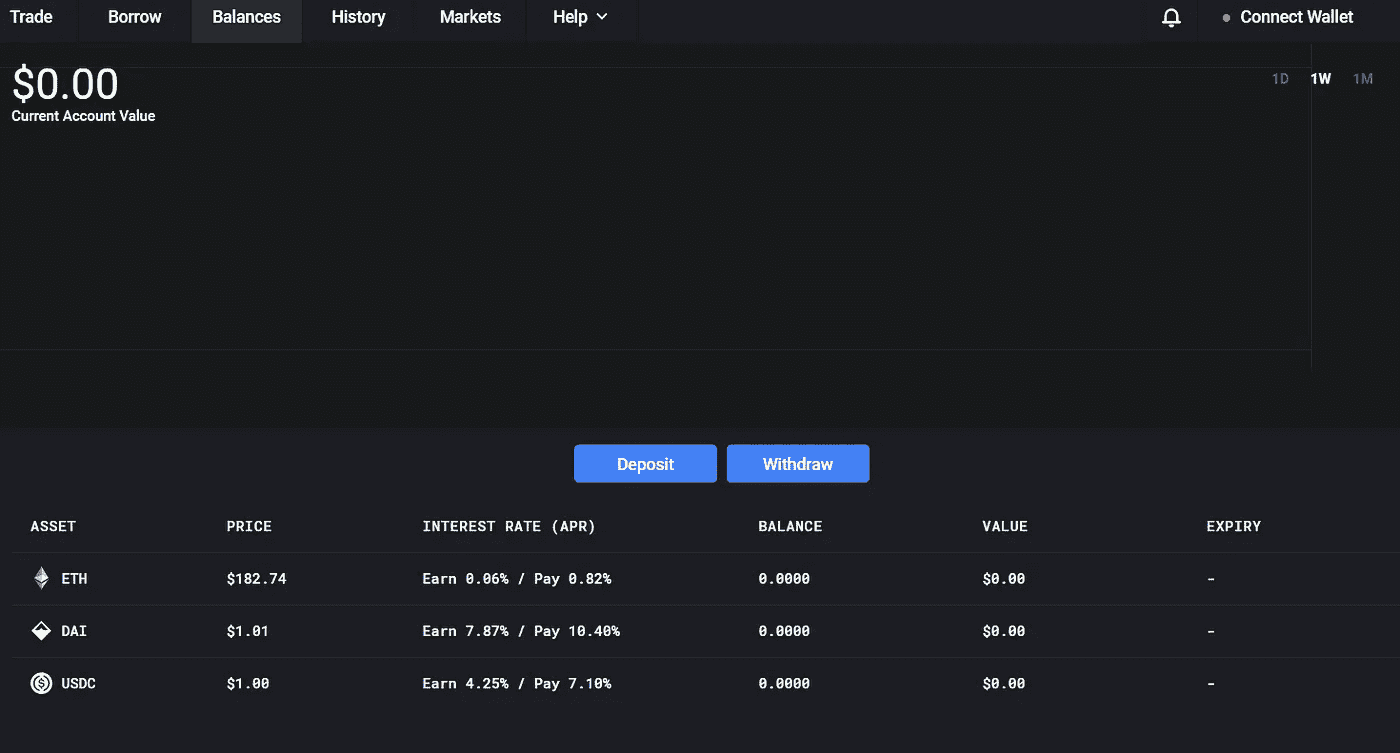 Trade Borrow Balances History Markets Help Connect Wallet
$0.00 1D 1W 1M
Current Account Value
Deposit Withdraw
ASSET PRICE INTEREST RATE (APR) BALANCE VALUE EXPIRY
ETH $182.74 Earn 0.06% / Pay 0.82% 0.0000 $0.00 -
DAI $1.01 Earn 7.87% / Pay 10.40% 0.0000 $0.00 -
USDC $1.00 Earn 4.25% / Pay 7.10% 0.0000 $0.00 -